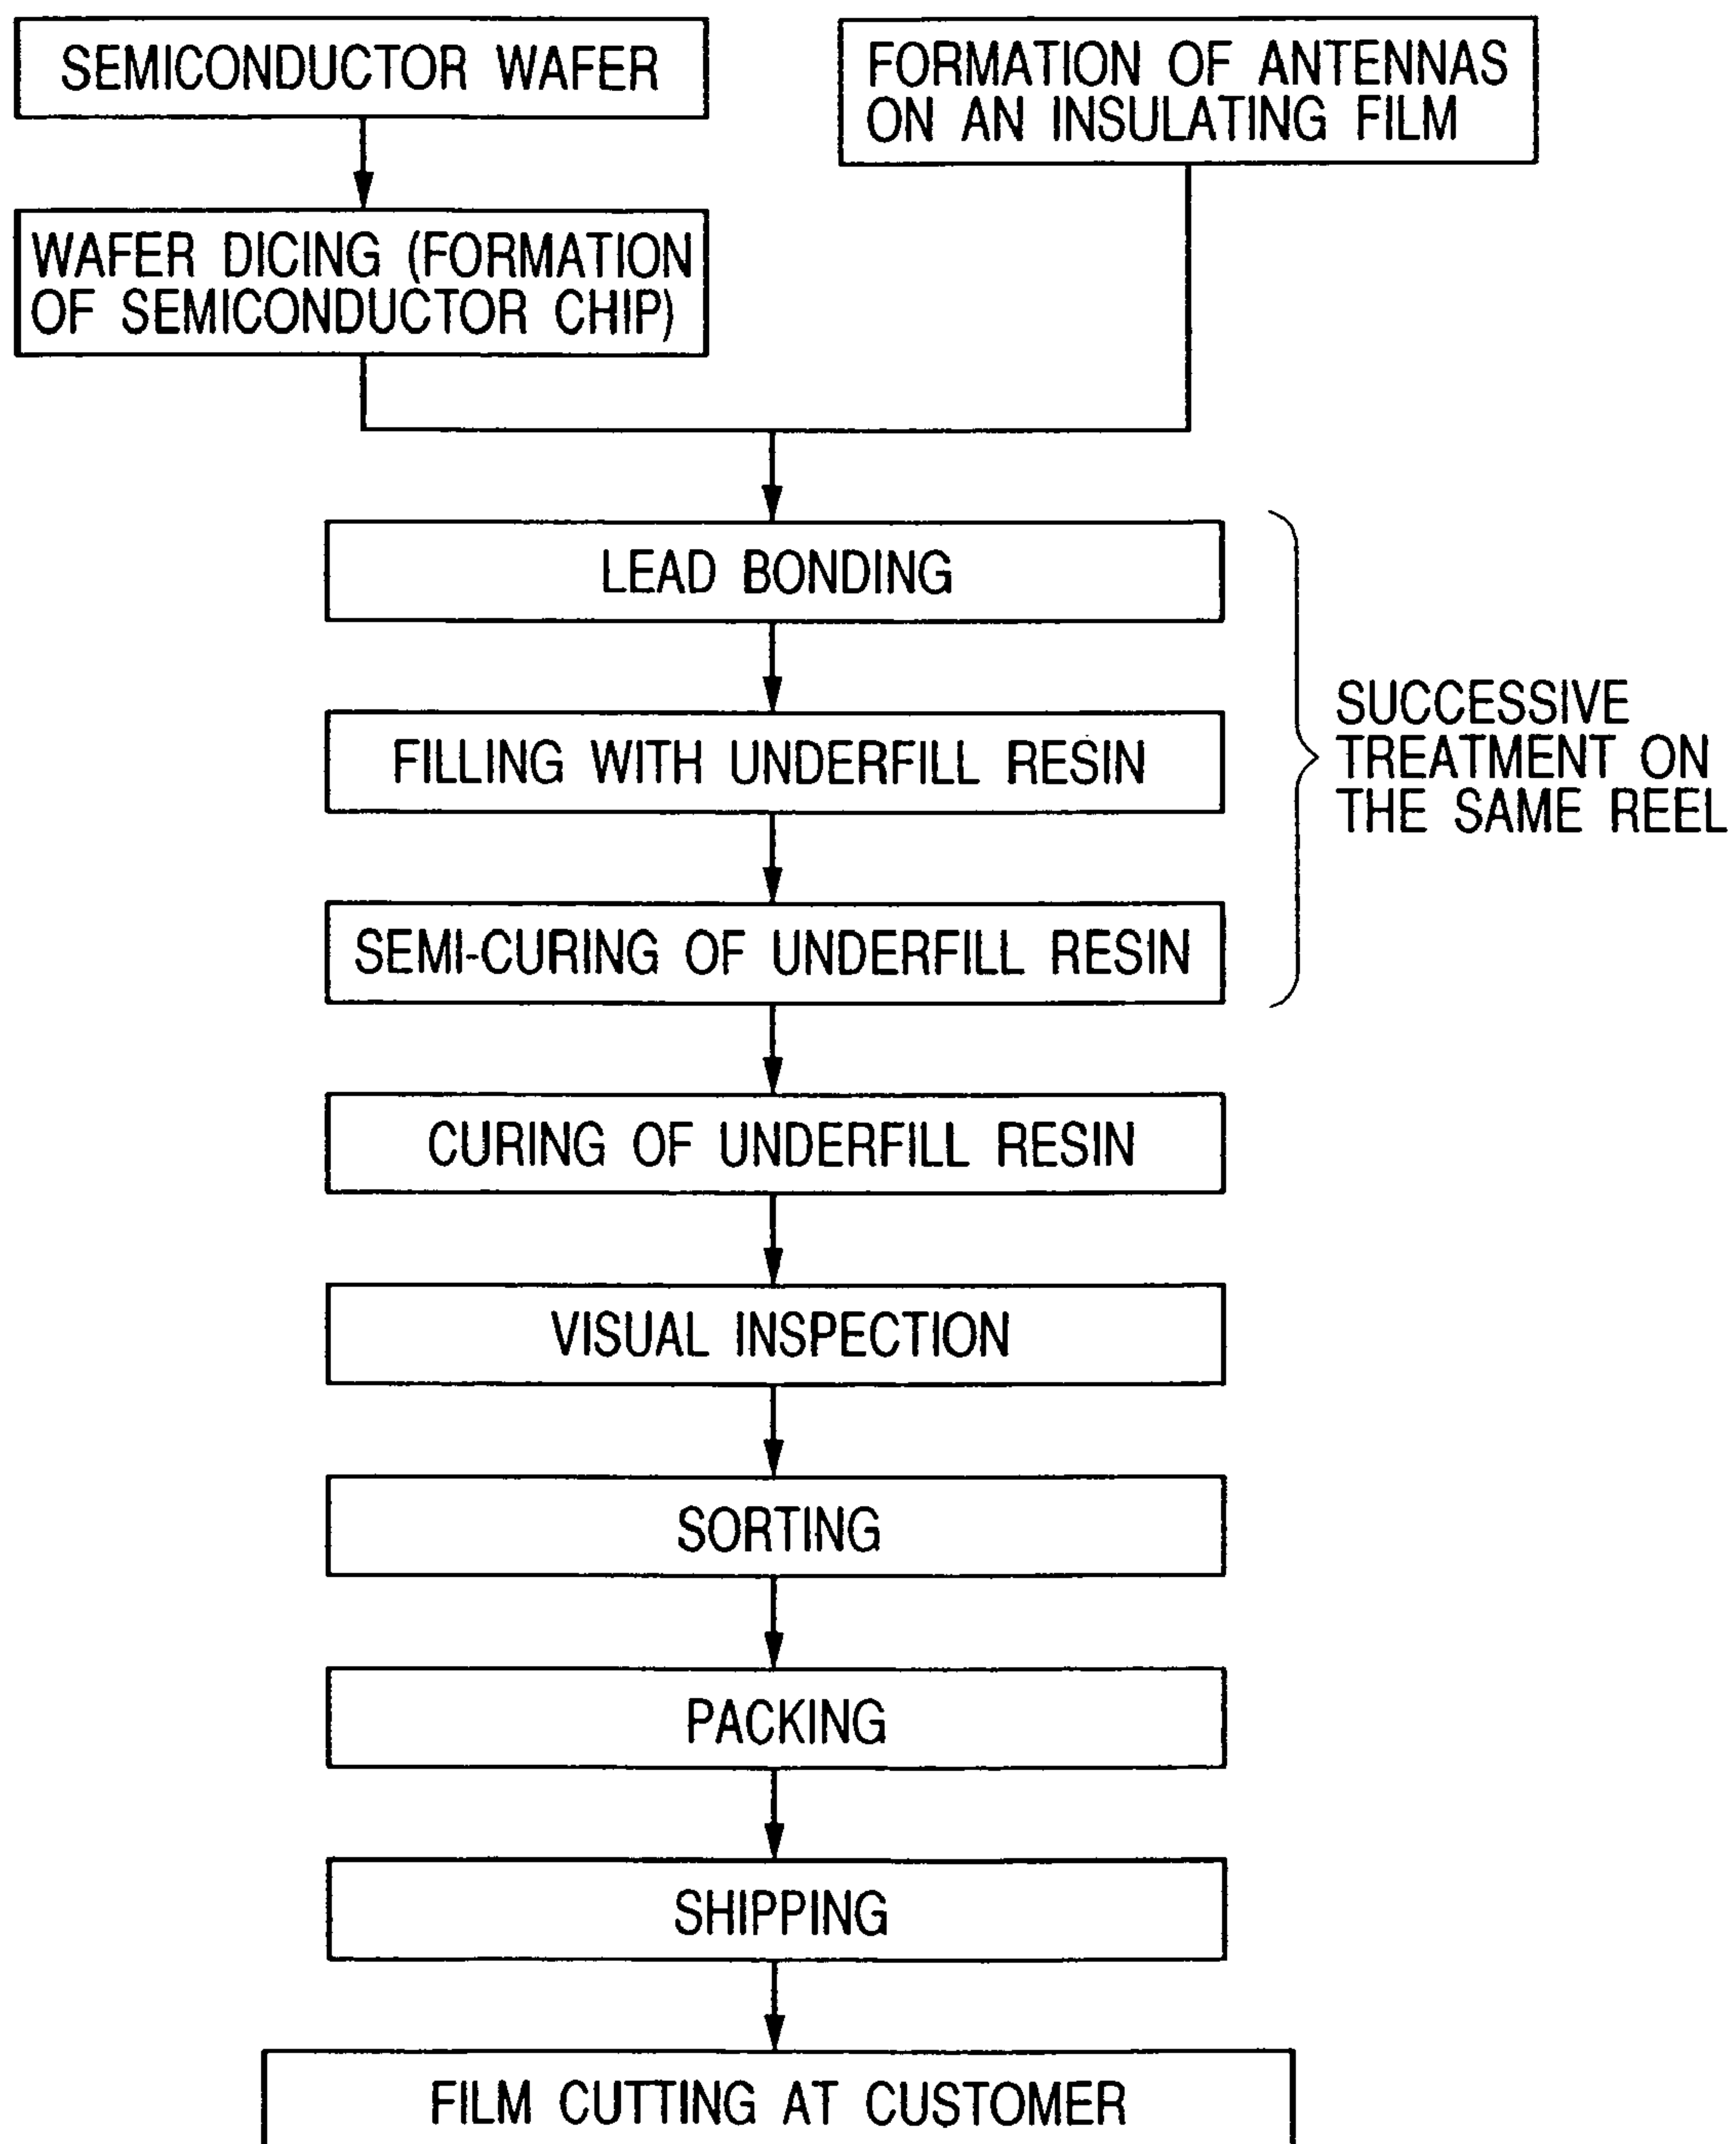 SEMICONDUCTOR WAFER
FORMATION OF ANTENNAS
ON AN INSULATING FILM
WAFER DICING (FORMATION
OF SEMICONDUCTOR CHIP)
LEAD BONDING
FILLING WITH UNDERFILL RESIN
SEMI-CURING OF UNDERFILL RESIN
SUCCESSIVE
TREATMENT ON
THE SAME REEL
CURING OF UNDERFILL RESIN
VISUAL INSPECTION
SORTING
PACKING
SHIPPING
FILM CUTTING AT CUSTOMER